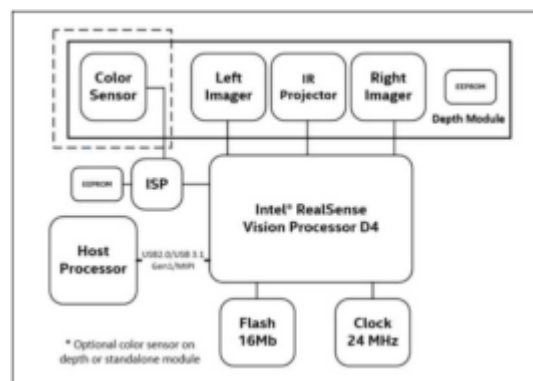 Color
Sensor
Left
Imager
IR
Projector
Right
Imager
EEPROM
Depth Module
EEPROM
ISP
Intel® RealSense
Vision Processor D4
Host
Processor
USB2.0/USB 3.1
Gen1/MIPI
Flash
16Mb
Clock
24 MHz
* Optional color sensor on
depth or standalone module